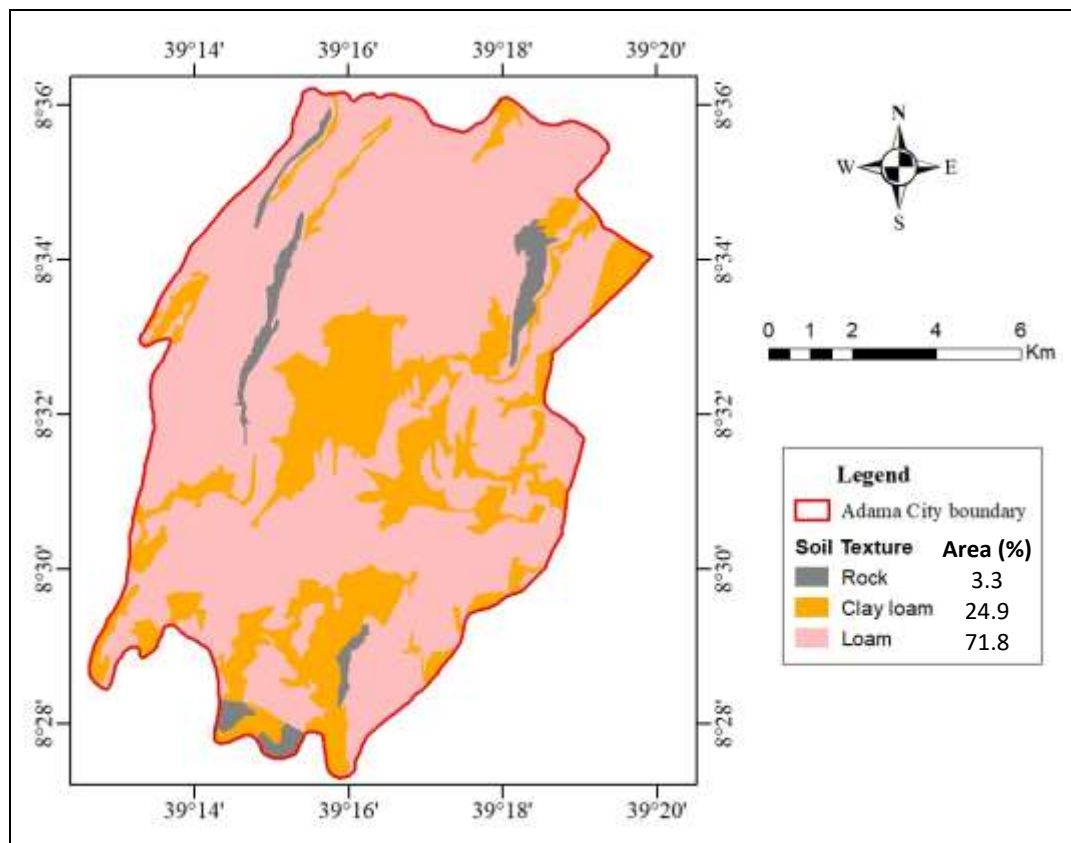 39°14' 39°16' 39°18' 39°20'
8°36' 8°36'
8°34' 8°34'
8°32' 8°32'
8°30' 8°30'
8°28' 8°28'
39°14' 39°16' 39°18' 39°20'
N
W E
S
0 1 2 4 6
Km
Legend
Adama City boundary
Soil Texture Area (%)
Rock 3.3
Clay loam 24.9
Loam 71.8